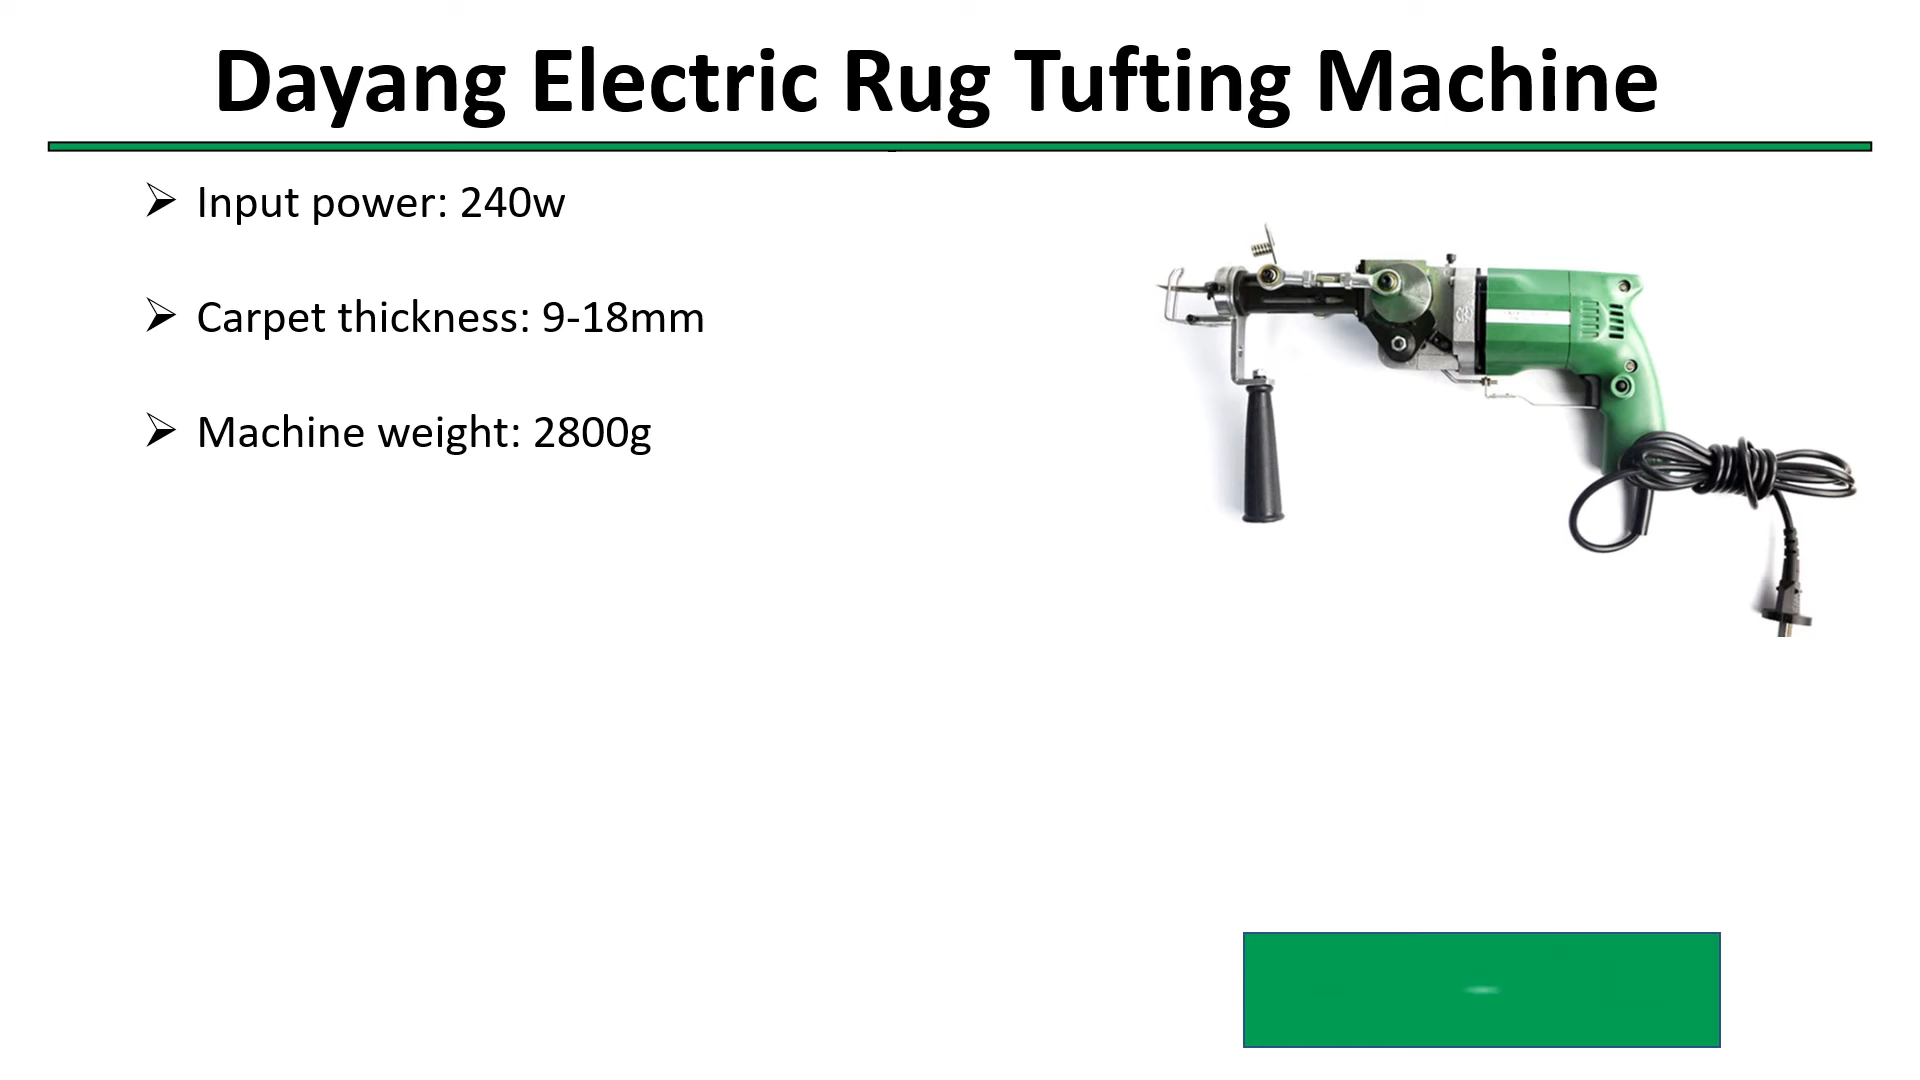 Dayang Electric Rug Tufting Machine
Input power: 240w
Carpet thickness: 9-18mm
Machine weight: 2800g